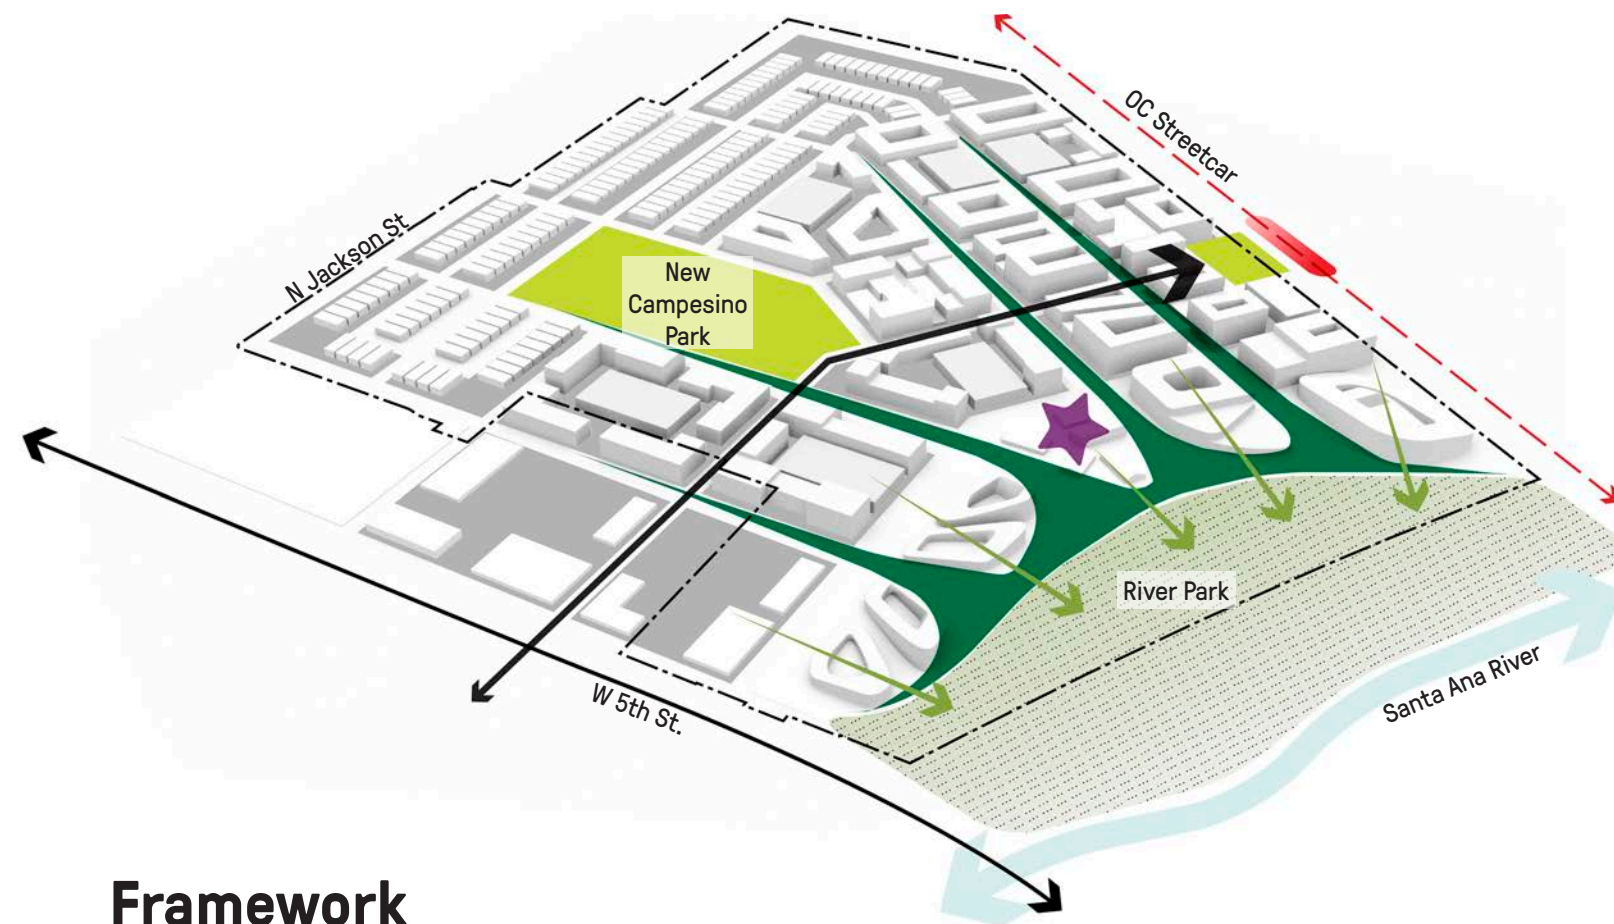 OC Streetcar
N Jackson St
New
Campesino
Park
River Park
Santa Ana River
W 5th St.
Framework